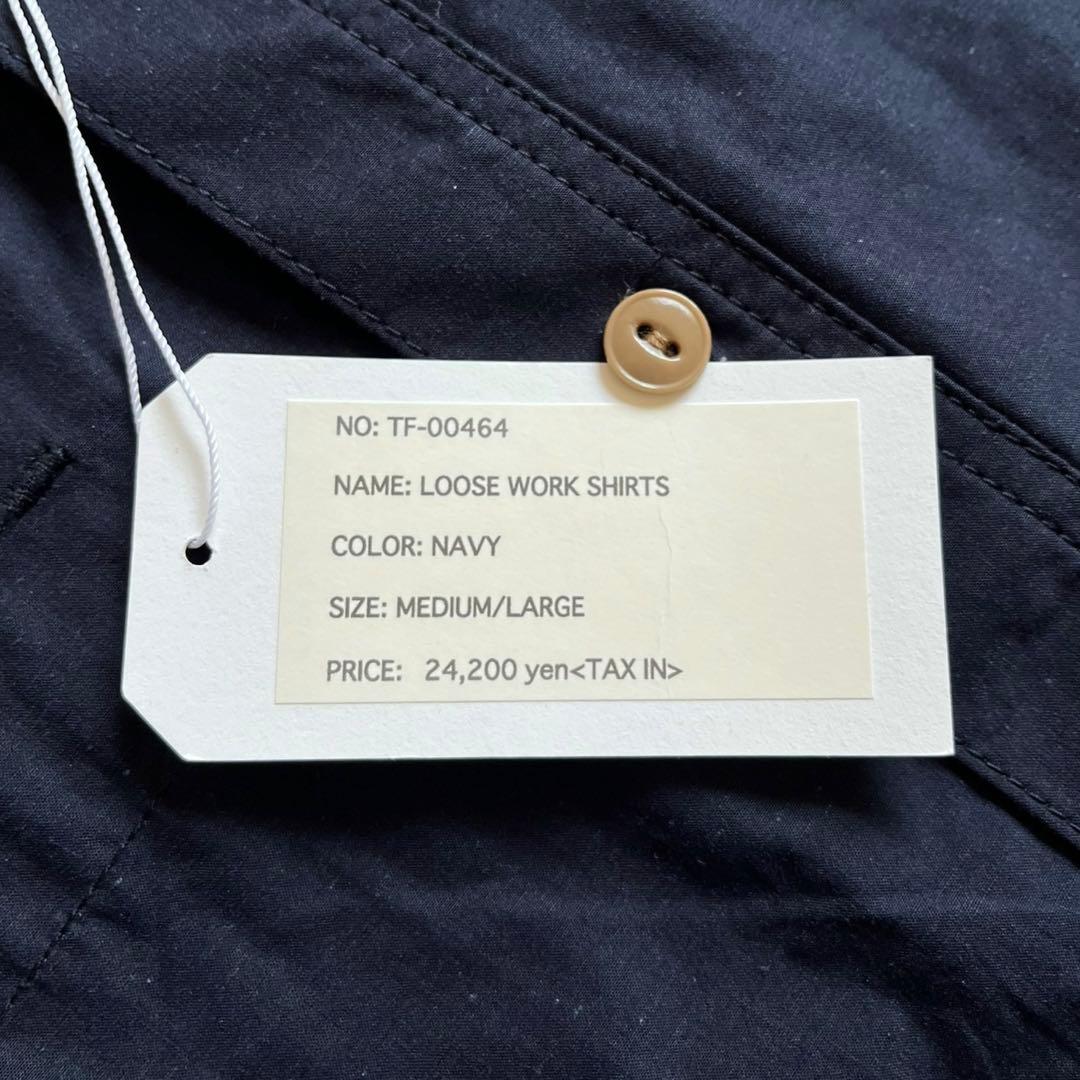 NO: TF-00464
NAME: LOOSE WORK SHIRTS
COLOR: NAVY
SIZE: MEDIUM/LARGE
PRICE: 24,200 yen<TAX IN>